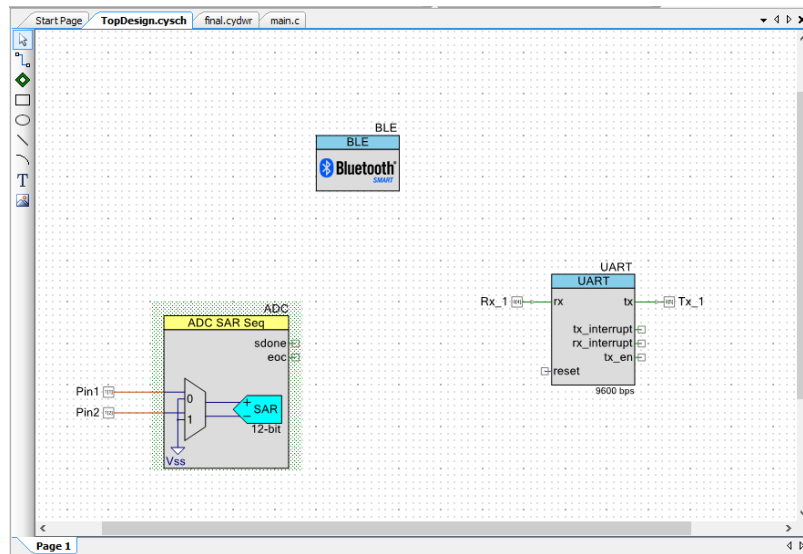 Start Page TopDesign.cysch final.cydwr main.c
T
BLE
BLE
Bluetooth®
SMART
UART
UART
Rx_1 rx tx Tx_1
tx_interrupt
rx_interrupt
tx_en
reset
9600 bps
ADC
ADC SAR Seq
sdone
eoc
Pin1 0
Pin2 1
+ SAR
−
12-bit
Vss
Page 1